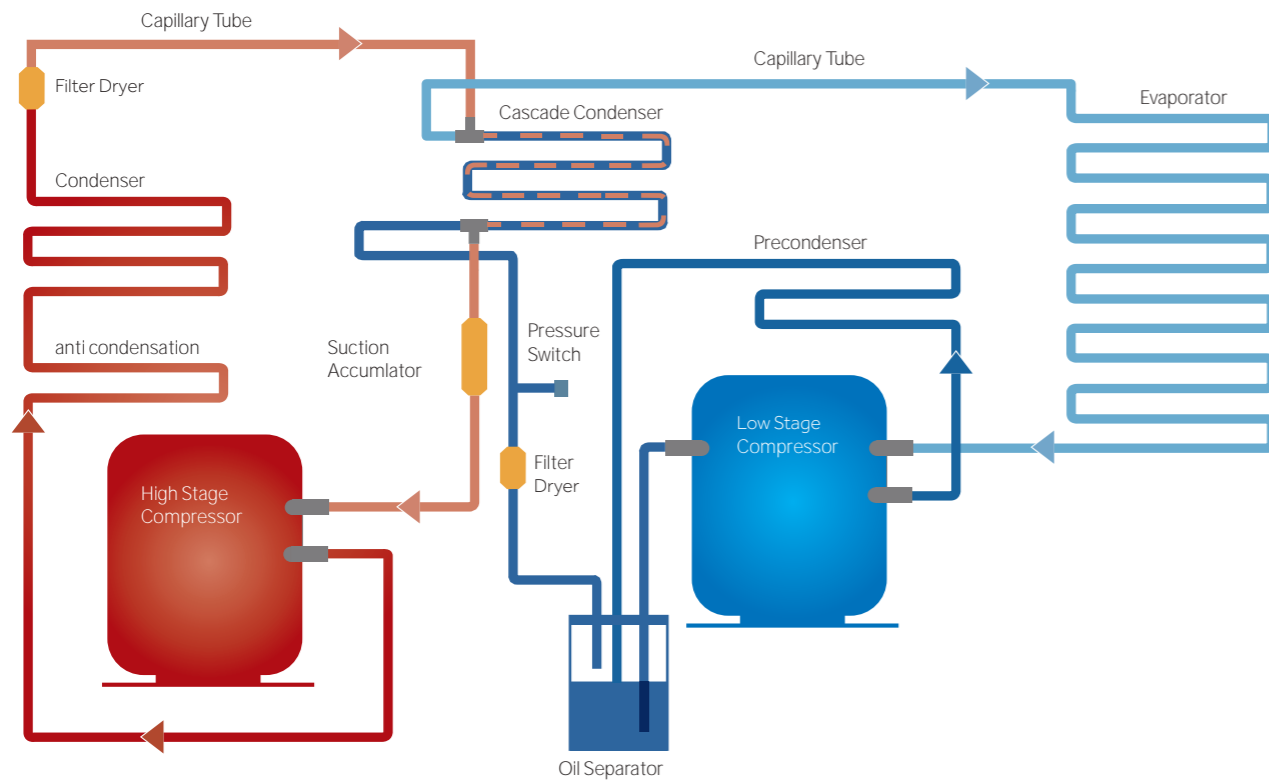 Capillary Tube
Filter Dryer
Capillary Tube
Cascade Condenser
Evaporator
Condenser
Precondenser
anti condensation
Suction
Accumlator
Pressure
Switch
Low Stage
Compressor
Filter
Dryer
High Stage
Compressor
Oil Separator